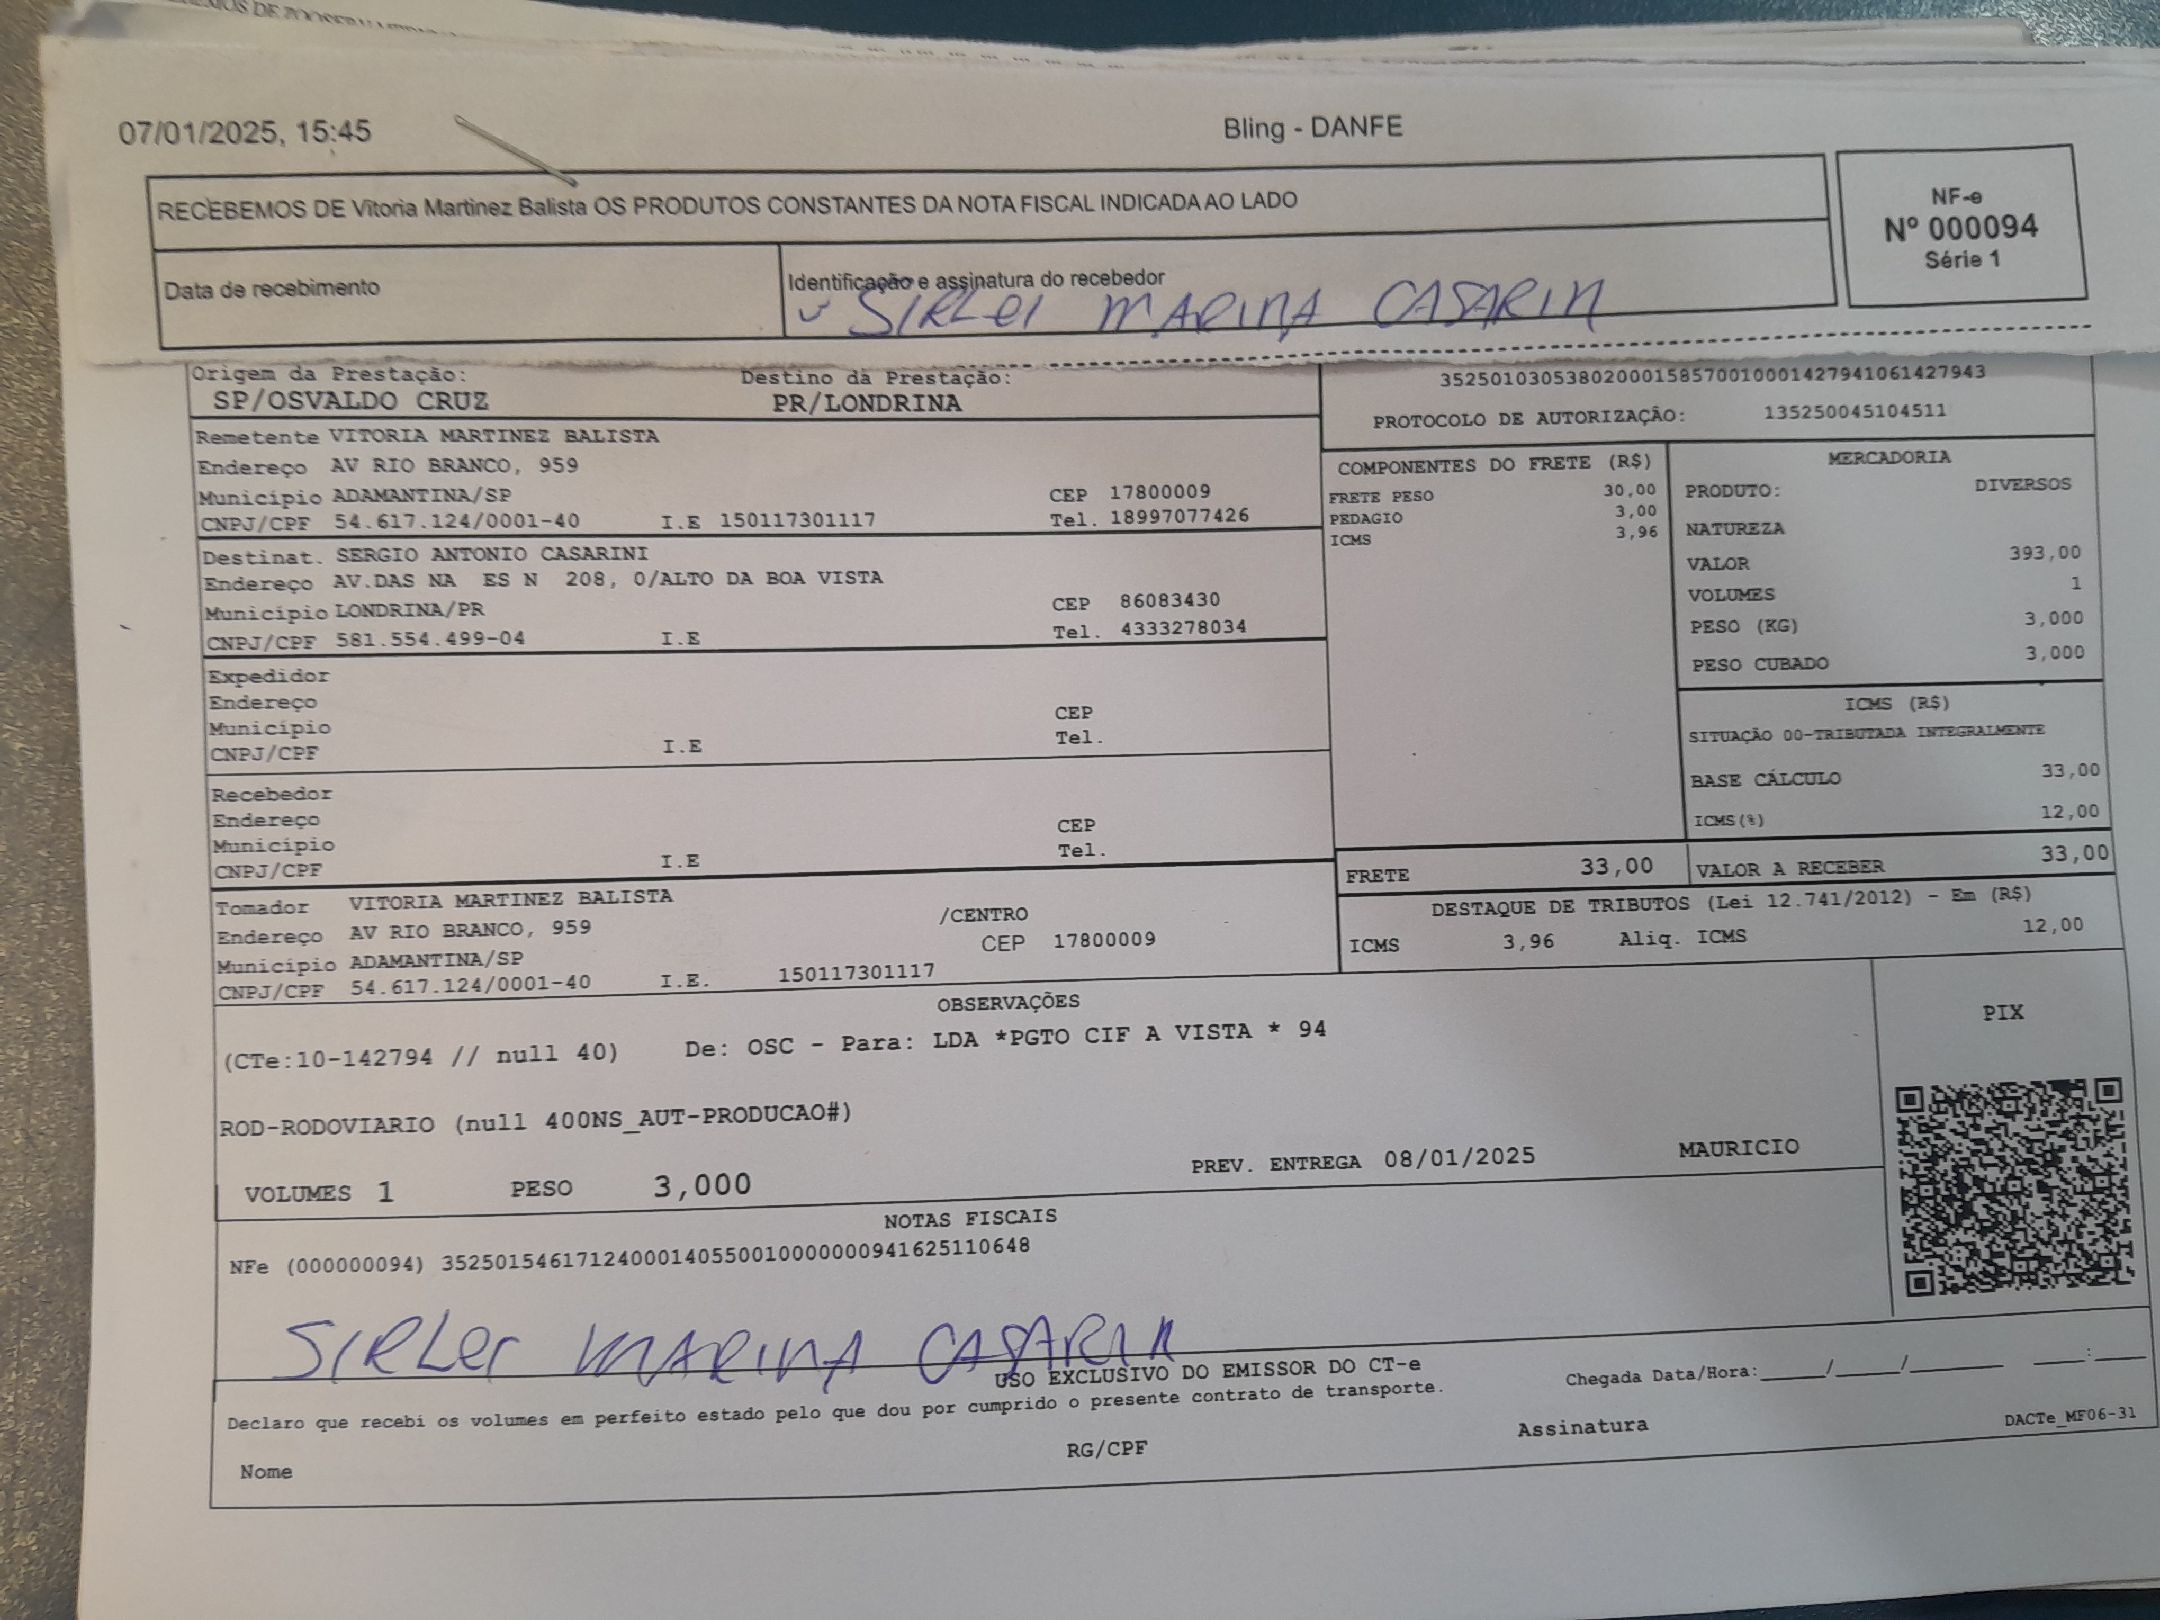 07/01/2025, 15:45
Bling - DANFE
RECEBEMOS DE Vitoria Martinez Balista OS PRODUTOS CONSTANTES DA NOTA FISCAL INDICADA AO LADO
NF-e
Nº 000094
Série 1
Data de recebimento
Identificação e assinatura do recebedor
SIRLEI MARINA CASARIN
Origem da Prestação:
SP/OSVALDO CRUZ
Destino da Prestação:
PR/LONDRINA
35250103053802000158570010001427941061427943
PROTOCOLO DE AUTORIZAÇÃO: 135250045104511
Remetente VITORIA MARTINEZ BALISTA
Endereço AV RIO BRANCO, 959
Município ADAMANTINA/SP CEP 17800009
CNPJ/CPF 54.617.124/0001-40 I.E 150117301117 Tel. 18997077426
Destinat. SERGIO ANTONIO CASARINI
Endereço AV.DAS NA ES N 208, 0/ALTO DA BOA VISTA
Município LONDRINA/PR CEP 86083430
CNPJ/CPF 581.554.499-04 I.E Tel. 4333278034
Expedidor
Endereço
Município CEP
CNPJ/CPF I.E Tel.
Recebedor
Endereço
Município CEP
CNPJ/CPF I.E Tel.
Tomador VITORIA MARTINEZ BALISTA
Endereço AV RIO BRANCO, 959 /CENTRO
Município ADAMANTINA/SP CEP 17800009
CNPJ/CPF 54.617.124/0001-40 I.E. 150117301117
COMPONENTES DO FRETE (R$)
FRETE PESO 30,00
PEDAGIO 3,00
ICMS 3,96
MERCADORIA
PRODUTO: DIVERSOS
NATUREZA
VALOR 393,00
VOLUMES 1
PESO (KG) 3,000
PESO CUBADO 3,000
ICMS (R$)
SITUAÇÃO 00-TRIBUTADA INTEGRALMENTE
BASE CÁLCULO 33,00
ICMS(%) 12,00
FRETE 33,00 VALOR A RECEBER 33,00
DESTAQUE DE TRIBUTOS (Lei 12.741/2012) - Em (R$)
ICMS 3,96 Aliq. ICMS 12,00
OBSERVAÇÕES
(CTe:10-142794 // null 40) De: OSC - Para: LDA *PGTO CIF A VISTA * 94
PIX
ROD-RODOVIARIO (null 400NS_AUT-PRODUCAO#)
VOLUMES 1 PESO 3,000 PREV. ENTREGA 08/01/2025 MAURICIO
NOTAS FISCAIS
NFe (000000094) 35250154617124000140550010000000941625110648
SIRLEI MARINA CASARIN
USO EXCLUSIVO DO EMISSOR DO CT-e
Declaro que recebi os volumes em perfeito estado pelo que dou por cumprido o presente contrato de transporte.
Chegada Data/Hora:_____/_____/_______ ____:____
Nome RG/CPF Assinatura DACTe_MF06-31